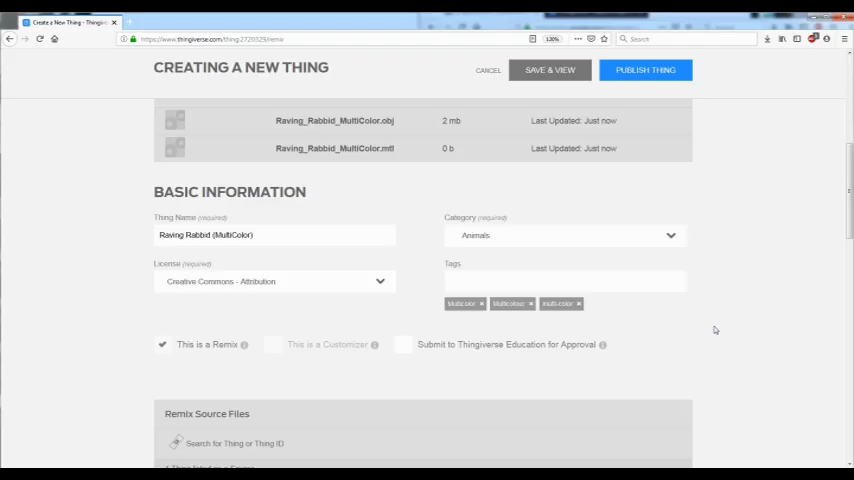 Create a New Thing - Thingiver
https://www.thingiverse.com/thing:2720329/remix
120%
Search
CREATING A NEW THING
CANCEL
SAVE & VIEW
PUBLISH THING
Raving_Rabbid_MultiColor.obj 2 mb Last Updated: Just now
Raving_Rabbid_MultiColor.mtl 0 b Last Updated: Just now
BASIC INFORMATION
Thing Name (required)
Category (required)
Raving Rabbid (MultiColor)
Animals
License (required)
Tags
Creative Commons - Attribution
Multicolor x Multicolour x multi-color x
This is a Remix
This is a Customizer
Submit to Thingiverse Education for Approval
Remix Source Files
Search for Thing or Thing ID